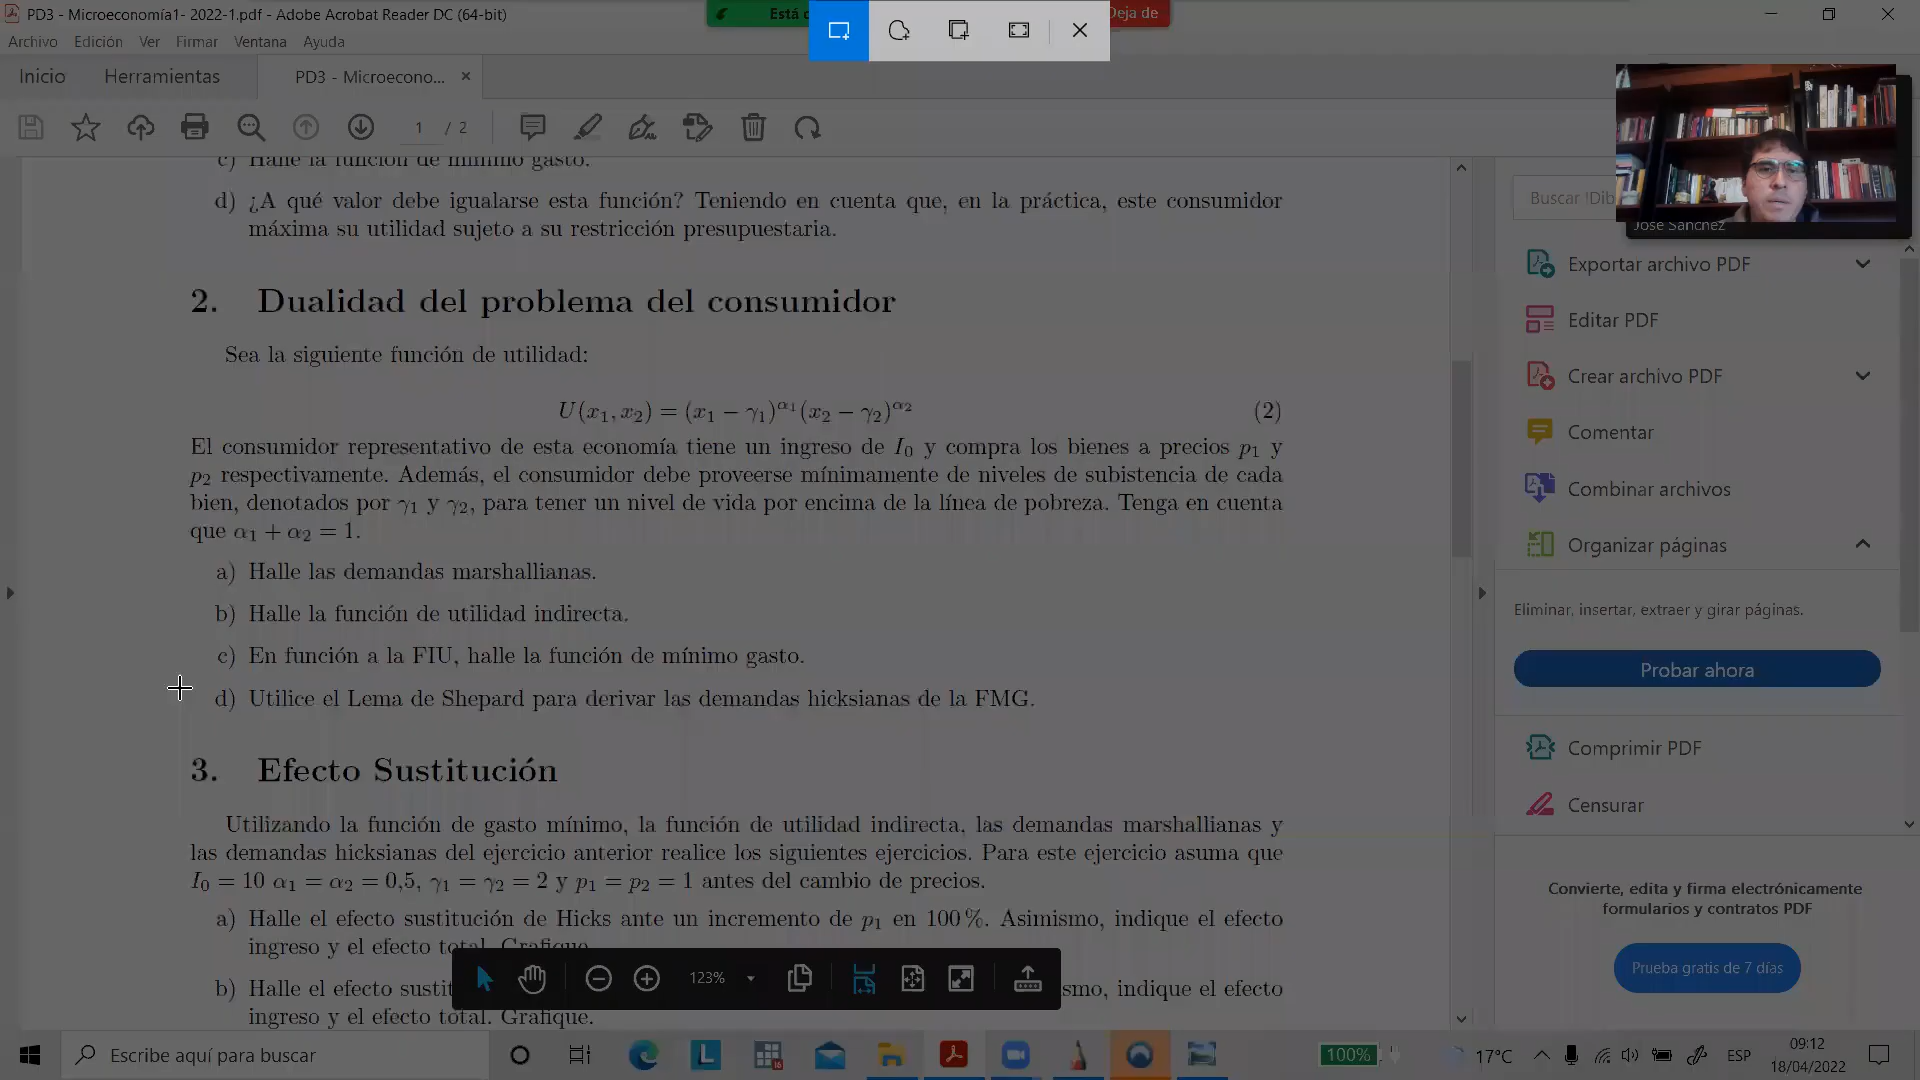 PD3 - Microeconomía1- 2022-1.pdf - Adobe Acrobat Reader DC (64-bit)
Está
Deja de
Archivo Edición Ver Firmar Ventana Ayuda
Inicio Herramientas PD3 - Microecono...
1 / 2
c) Halle la función de mínimo gasto.
d) ¿A qué valor debe igualarse esta función? Teniendo en cuenta que, en la práctica, este consumidor
máxima su utilidad sujeto a su restricción presupuestaria.
2. Dualidad del problema del consumidor
Sea la siguiente función de utilidad:
U(x₁, x₂) = (x₁ − γ₁)^α₁ (x₂ − γ₂)^α₂ (2)
El consumidor representativo de esta economía tiene un ingreso de I₀ y compra los bienes a precios p₁ y
p₂ respectivamente. Además, el consumidor debe proveerse mínimamente de niveles de subsistencia de cada
bien, denotados por γ₁ y γ₂, para tener un nivel de vida por encima de la línea de pobreza. Tenga en cuenta
que α₁ + α₂ = 1.
a) Halle las demandas marshallianas.
b) Halle la función de utilidad indirecta.
c) En función a la FIU, halle la función de mínimo gasto.
d) Utilice el Lema de Shepard para derivar las demandas hicksianas de la FMG.
3. Efecto Sustitución
Utilizando la función de gasto mínimo, la función de utilidad indirecta, las demandas marshallianas y
las demandas hicksianas del ejercicio anterior realice los siguientes ejercicios. Para este ejercicio asuma que
I₀ = 10 α₁ = α₂ = 0,5, γ₁ = γ₂ = 2 y p₁ = p₂ = 1 antes del cambio de precios.
a) Halle el efecto sustitución de Hicks ante un incremento de p₁ en 100 %. Asimismo, indique el efecto
ingreso y el efecto total. Grafique.
b) Halle el efecto sustit
smo, indique el efecto
ingreso y el efecto total. Grafique.
123%
Jose Sanchez
Buscar 'Dib
Exportar archivo PDF
Editar PDF
Crear archivo PDF
Comentar
Combinar archivos
Organizar páginas
Eliminar, insertar, extraer y girar páginas.
Probar ahora
Comprimir PDF
Censurar
Convierte, edita y firma electrónicamente
formularios y contratos PDF
Prueba gratis de 7 días
Escribe aquí para buscar
L
16
100%
17°C
ESP
09:12
18/04/2022